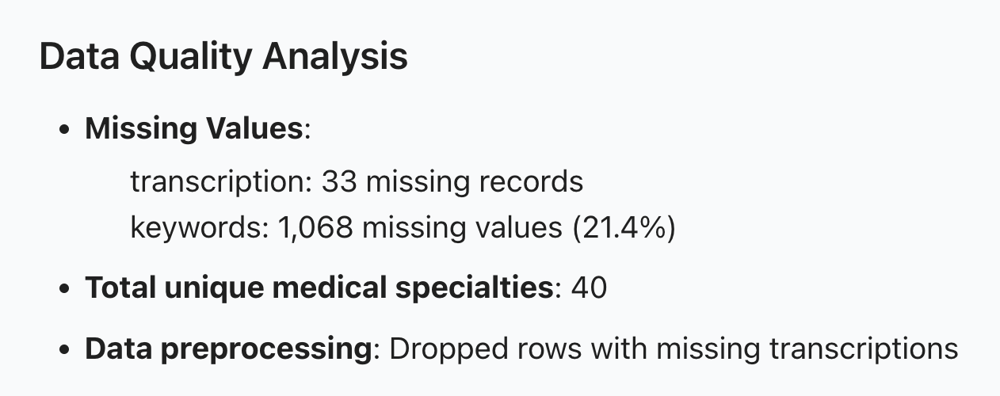 Data Quality Analysis
• Missing Values:
transcription: 33 missing records
keywords: 1,068 missing values (21.4%)
• Total unique medical specialties: 40
• Data preprocessing: Dropped rows with missing transcriptions